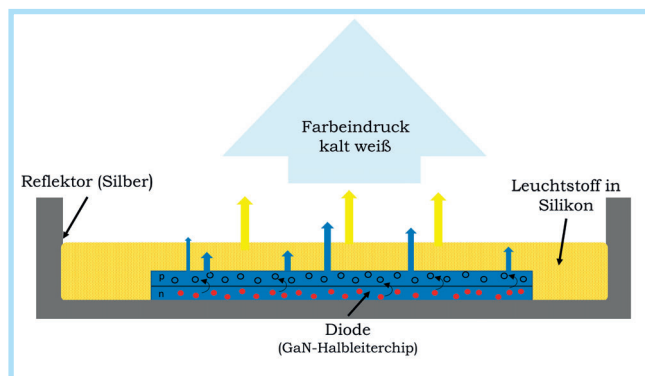 Farbeindruck
kalt weiß
Reflektor (Silber)
Leuchtstoff in
Silikon
p
n
Diode
(GaN-Halbleiterchip)